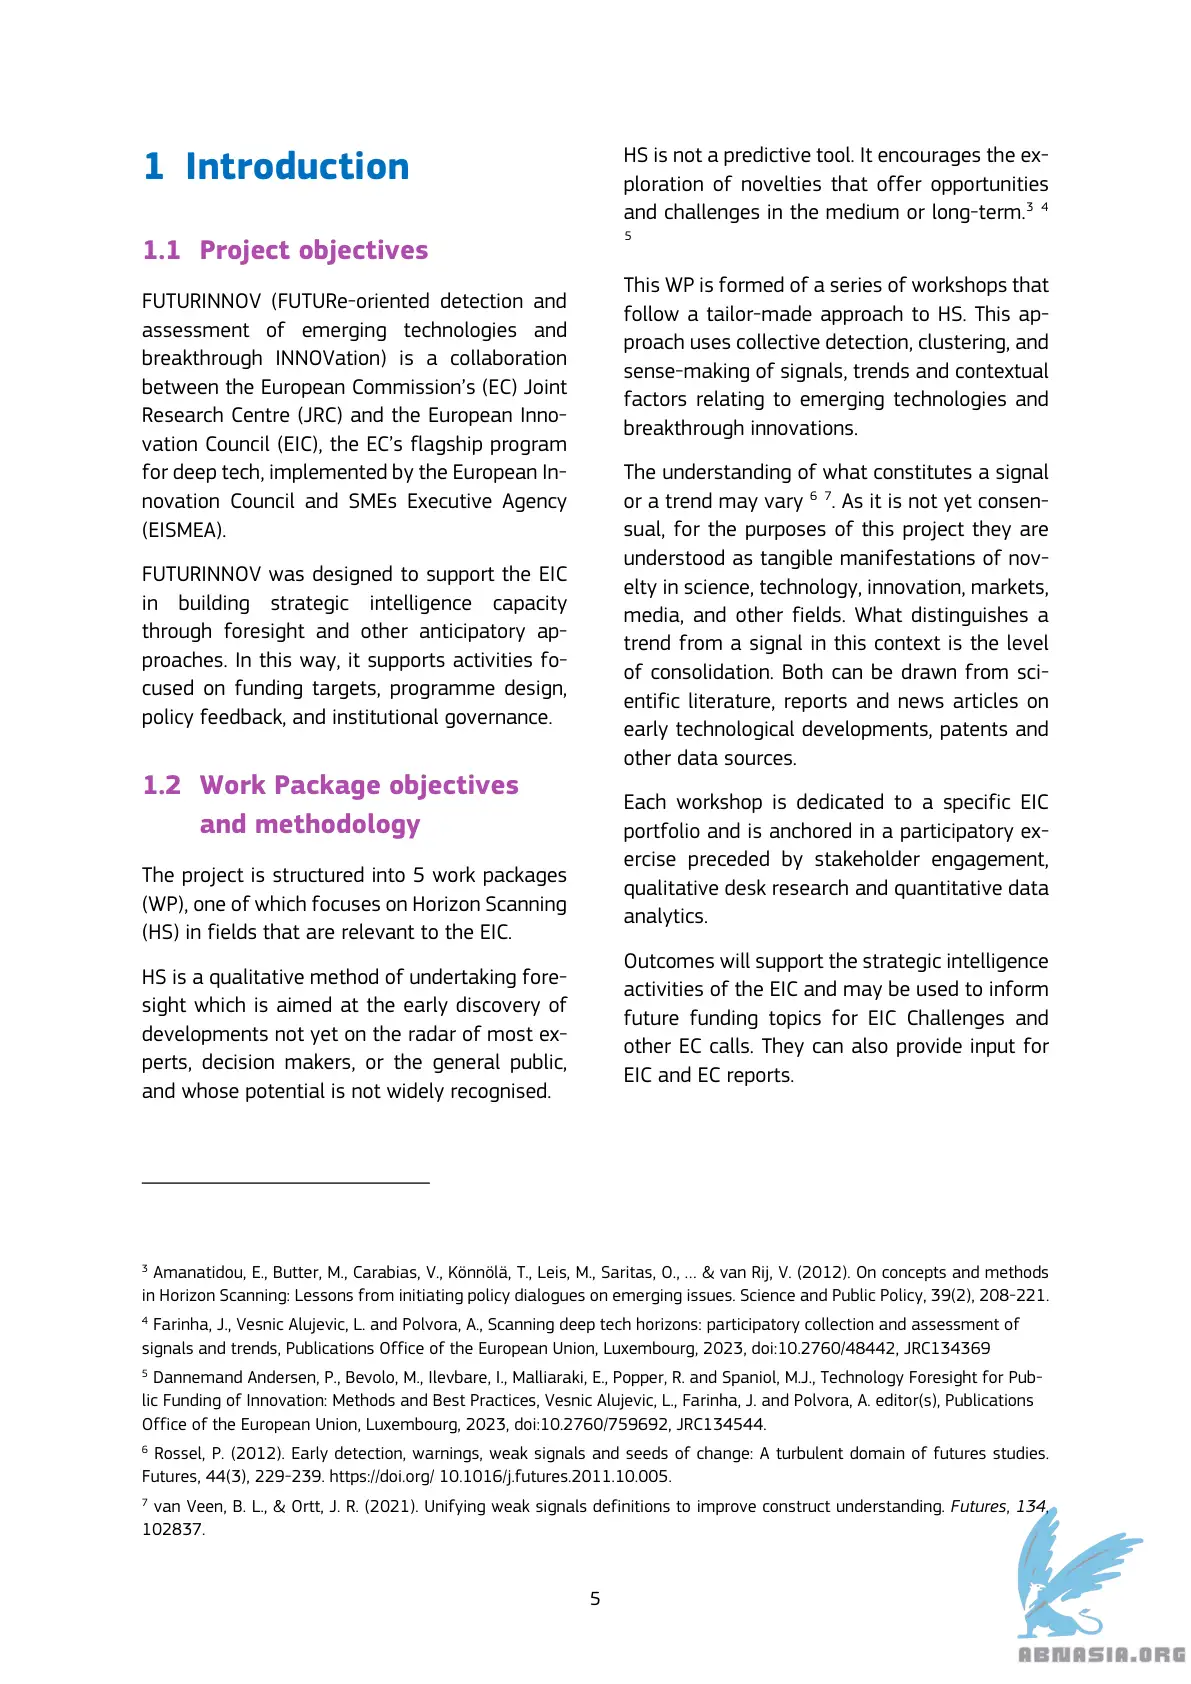 1 Introduction
1.1 Project objectives
FUTURINNOV (FUTURe-oriented detection and
assessment of emerging technologies and
breakthrough INNOVation) is a collaboration
between the European Commission’s (EC) Joint
Research Centre (JRC) and the European Inno-
vation Council (EIC), the EC’s flagship program
for deep tech, implemented by the European In-
novation Council and SMEs Executive Agency
(EISMEA).
FUTURINNOV was designed to support the EIC
in building strategic intelligence capacity
through foresight and other anticipatory ap-
proaches. In this way, it supports activities fo-
cused on funding targets, programme design,
policy feedback, and institutional governance.
1.2 Work Package objectives
and methodology
The project is structured into 5 work packages
(WP), one of which focuses on Horizon Scanning
(HS) in fields that are relevant to the EIC.
HS is a qualitative method of undertaking fore-
sight which is aimed at the early discovery of
developments not yet on the radar of most ex-
perts, decision makers, or the general public,
and whose potential is not widely recognised.
HS is not a predictive tool. It encourages the ex-
ploration of novelties that offer opportunities
and challenges in the medium or long-term.3 4
5
This WP is formed of a series of workshops that
follow a tailor-made approach to HS. This ap-
proach uses collective detection, clustering, and
sense-making of signals, trends and contextual
factors relating to emerging technologies and
breakthrough innovations.
The understanding of what constitutes a signal
or a trend may vary 6 7. As it is not yet consen-
sual, for the purposes of this project they are
understood as tangible manifestations of nov-
elty in science, technology, innovation, markets,
media, and other fields. What distinguishes a
trend from a signal in this context is the level
of consolidation. Both can be drawn from sci-
entific literature, reports and news articles on
early technological developments, patents and
other data sources.
Each workshop is dedicated to a specific EIC
portfolio and is anchored in a participatory ex-
ercise preceded by stakeholder engagement,
qualitative desk research and quantitative data
analytics.
Outcomes will support the strategic intelligence
activities of the EIC and may be used to inform
future funding topics for EIC Challenges and
other EC calls. They can also provide input for
EIC and EC reports.
3 Amanatidou, E., Butter, M., Carabias, V., Könnölä, T., Leis, M., Saritas, O., ... & van Rij, V. (2012). On concepts and methods
in Horizon Scanning: Lessons from initiating policy dialogues on emerging issues. Science and Public Policy, 39(2), 208-221.
4 Farinha, J., Vesnic Alujevic, L. and Polvora, A., Scanning deep tech horizons: participatory collection and assessment of
signals and trends, Publications Office of the European Union, Luxembourg, 2023, doi:10.2760/48442, JRC134369
5 Dannemand Andersen, P., Bevolo, M., Ilevbare, I., Malliaraki, E., Popper, R. and Spaniol, M.J., Technology Foresight for Pub-
lic Funding of Innovation: Methods and Best Practices, Vesnic Alujevic, L., Farinha, J. and Polvora, A. editor(s), Publications
Office of the European Union, Luxembourg, 2023, doi:10.2760/759692, JRC134544.
6 Rossel, P. (2012). Early detection, warnings, weak signals and seeds of change: A turbulent domain of futures studies.
Futures, 44(3), 229-239. https://doi.org/ 10.1016/j.futures.2011.10.005.
7 van Veen, B. L., & Ortt, J. R. (2021). Unifying weak signals definitions to improve construct understanding. Futures, 134,
102837.
5
ABNASIA.ORG